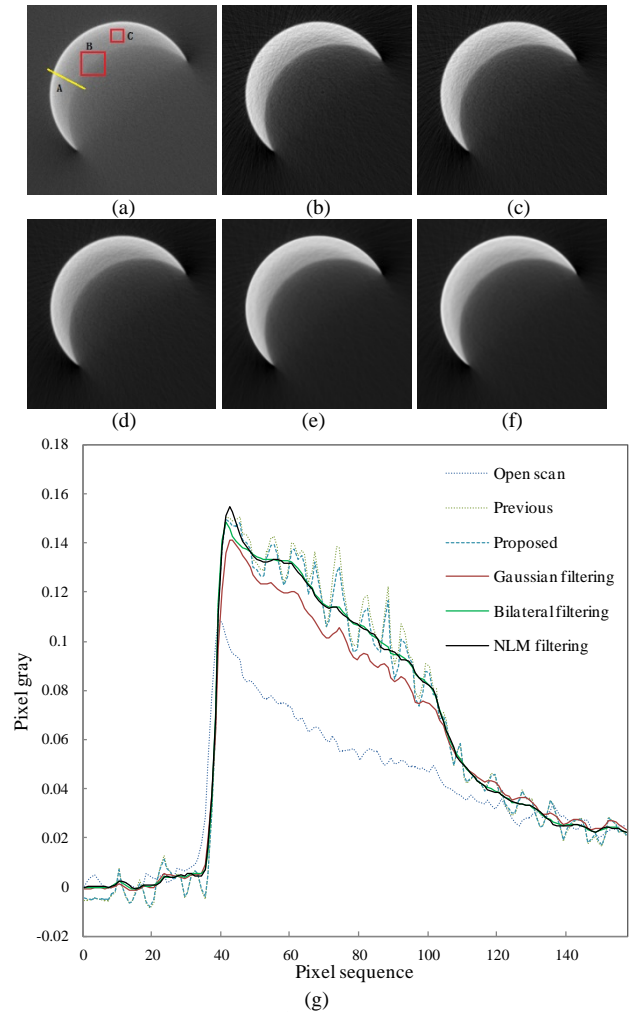 B
C
A
(a)
(b)
(c)
(d)
(e)
(f)
0.18
0.16
0.14
0.12
0.1
0.08
0.06
0.04
0.02
0
-0.02
Pixel gray
Open scan
Previous
Proposed
Gaussian filtering
Bilateral filtering
NLM filtering
0 20 40 60 80 100 120 140
Pixel sequence
(g)